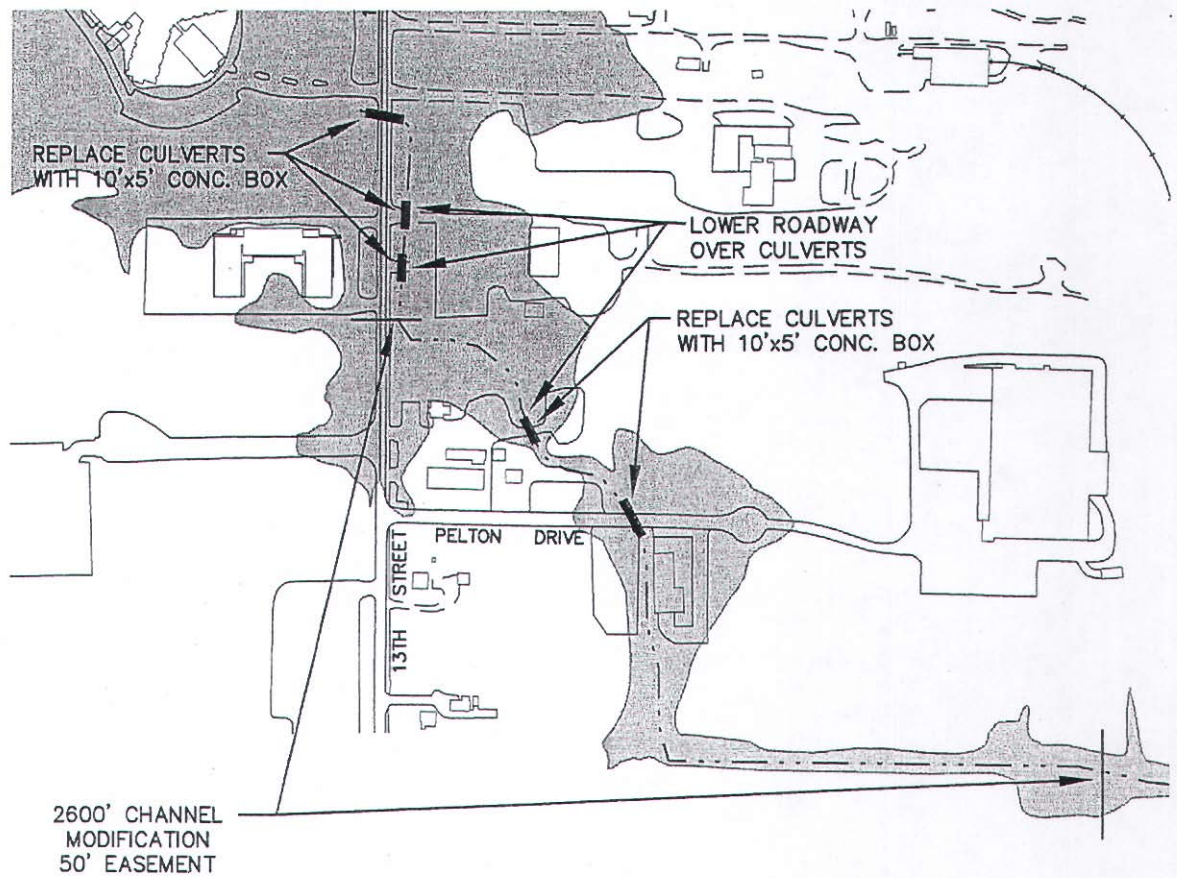 REPLACE CULVERTS
WITH 10'x5' CONC. BOX
LOWER ROADWAY
OVER CULVERTS
REPLACE CULVERTS
WITH 10'x5' CONC. BOX
PELTON DRIVE
13TH STREET
2600' CHANNEL
MODIFICATION
50' EASEMENT